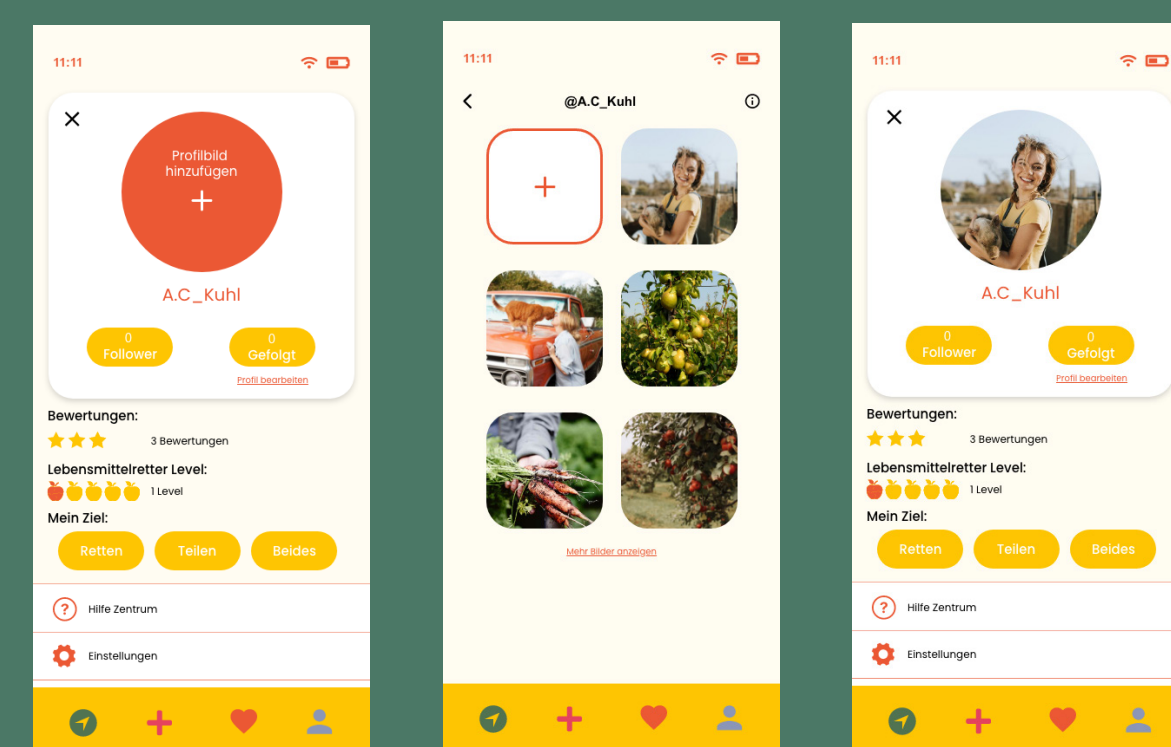 11:11
Profilbild
hinzufügen
A.C_Kuhl
0
Follower
0
Gefolgt
Profil bearbeiten
Bewertungen:
3 Bewertungen
Lebensmittelretter Level:
1 Level
Mein Ziel:
Retten
Teilen
Beides
Hilfe Zentrum
Einstellungen
11:11
@A.C_Kuhl
Mehr Bilder anzeigen
11:11
A.C_Kuhl
0
Follower
0
Gefolgt
Profil bearbeiten
Bewertungen:
3 Bewertungen
Lebensmittelretter Level:
1 Level
Mein Ziel:
Retten
Teilen
Beides
Hilfe Zentrum
Einstellungen